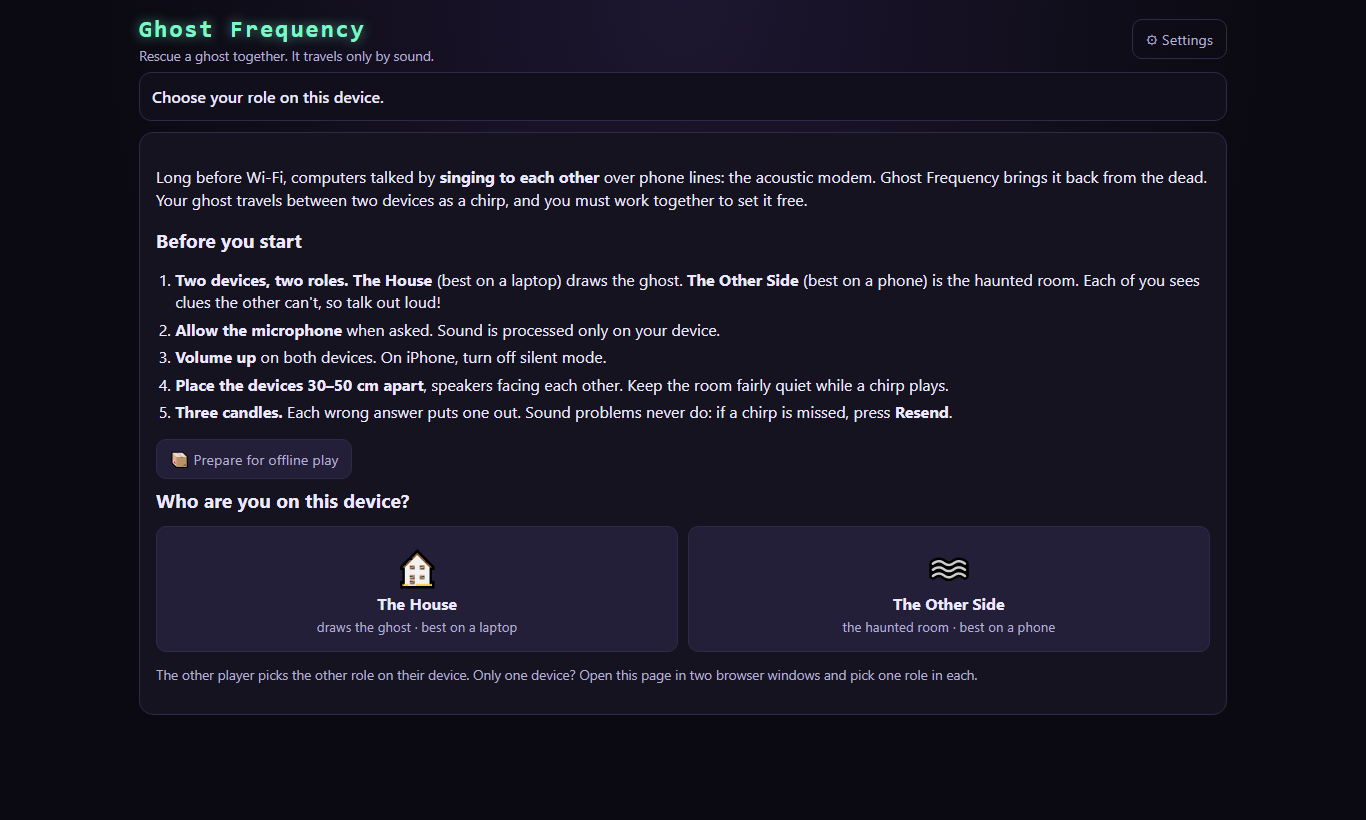 Ghost Frequency
Rescue a ghost together. It travels only by sound.
⚙ Settings
Choose your role on this device.
Long before Wi-Fi, computers talked by singing to each other over phone lines: the acoustic modem. Ghost Frequency brings it back from the dead.
Your ghost travels between two devices as a chirp, and you must work together to set it free.
Before you start
1. Two devices, two roles. The House (best on a laptop) draws the ghost. The Other Side (best on a phone) is the haunted room. Each of you sees
clues the other can't, so talk out loud!
2. Allow the microphone when asked. Sound is processed only on your device.
3. Volume up on both devices. On iPhone, turn off silent mode.
4. Place the devices 30–50 cm apart, speakers facing each other. Keep the room fairly quiet while a chirp plays.
5. Three candles. Each wrong answer puts one out. Sound problems never do: if a chirp is missed, press Resend.
Prepare for offline play
Who are you on this device?
The House
draws the ghost · best on a laptop
The Other Side
the haunted room · best on a phone
The other player picks the other role on their device. Only one device? Open this page in two browser windows and pick one role in each.